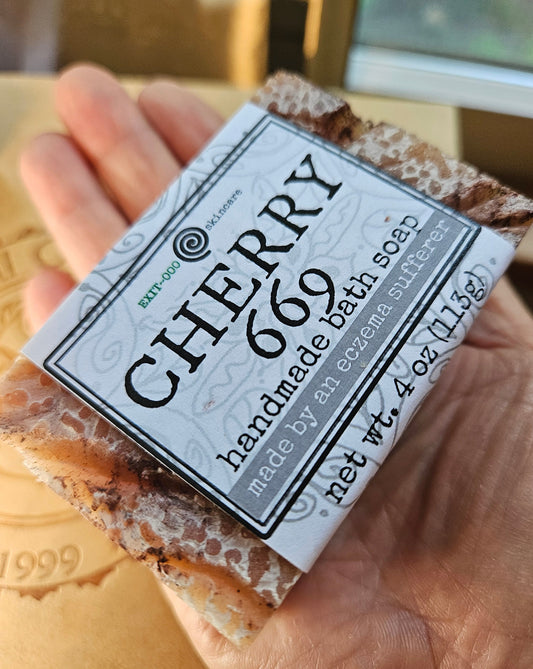 EXIT-000
skincare
CHERRY
669
handmade bath soap
made by an eczema sufferer
net wt. 4 oz (113g)
1999